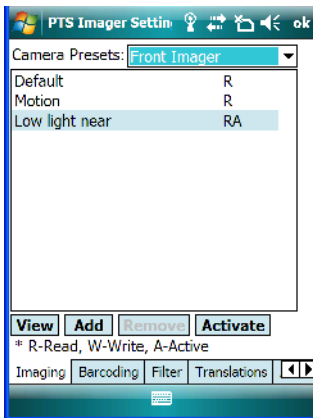 PTS Imager Settin ok
Camera Presets: Front Imager
Default R
Motion R
Low light near RA
View Add Remove Activate
* R-Read, W-Write, A-Active
Imaging Barcoding Filter Translations